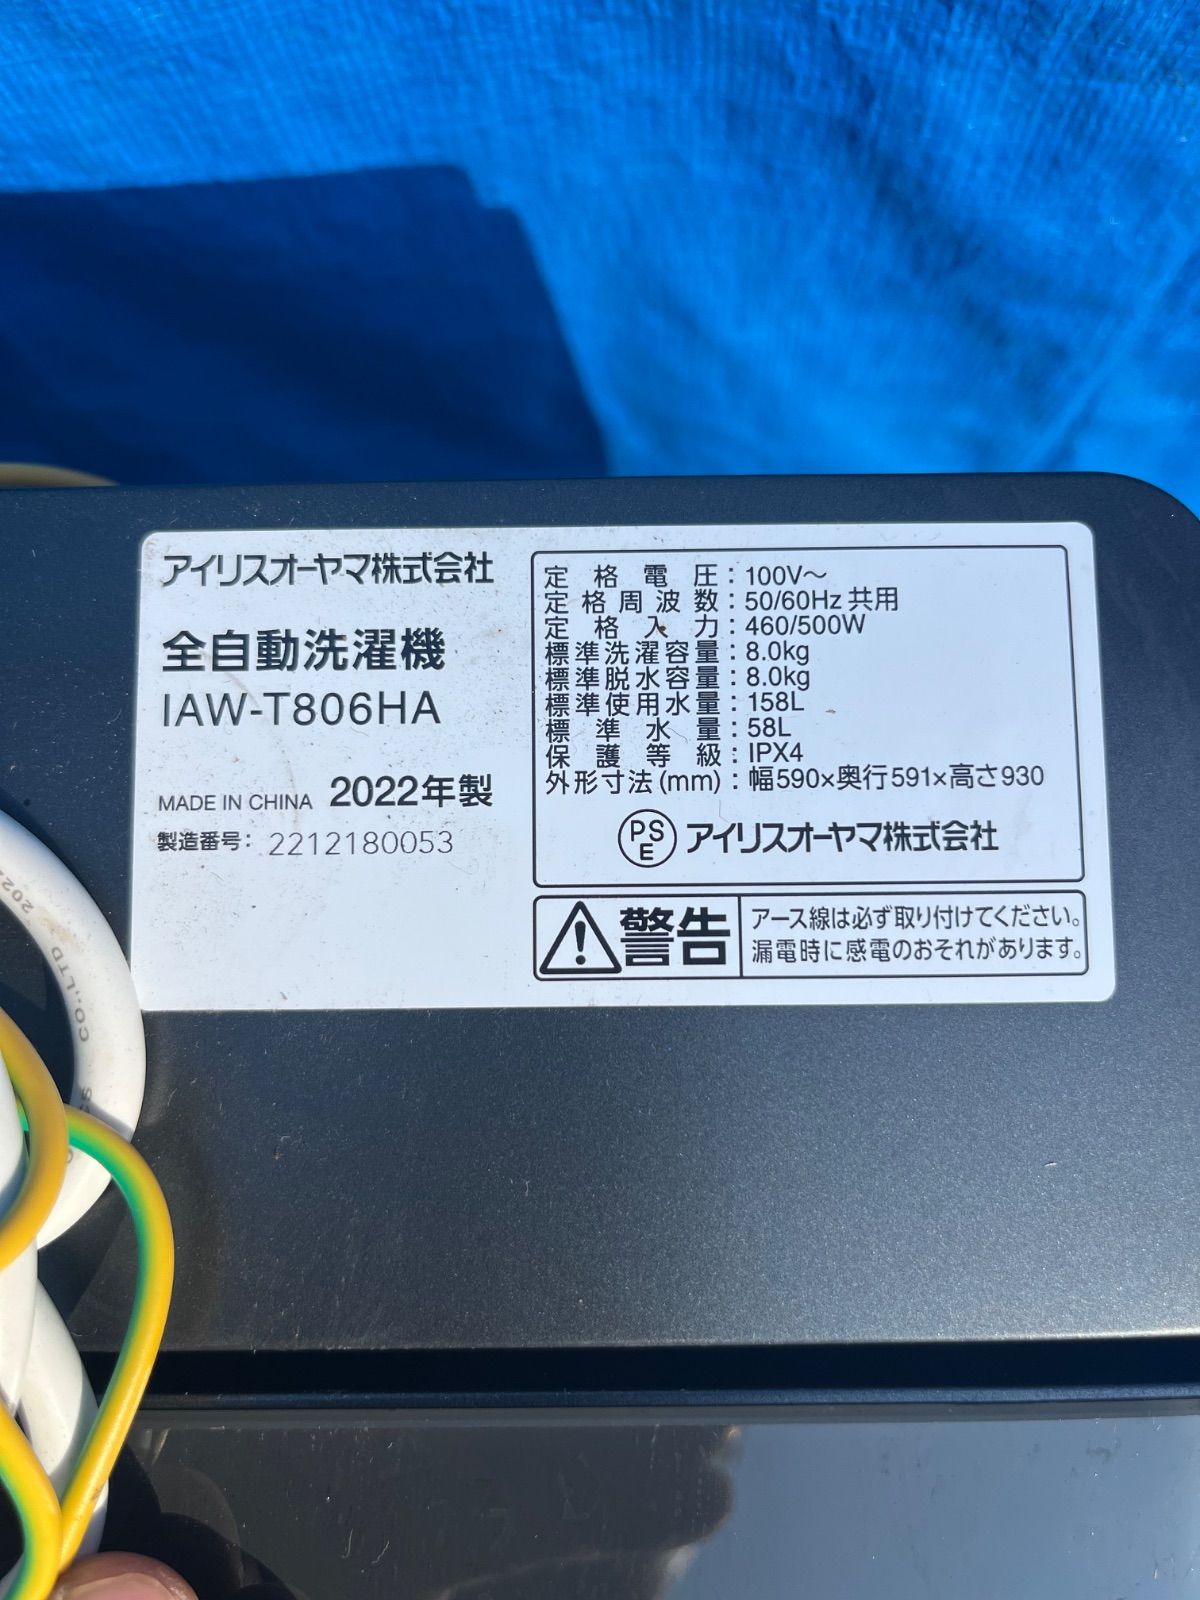 アイリスオーヤマ株式会社
全自動洗濯機
IAW-T806HA
MADE IN CHINA 2022年製
製造番号: 2212180053
定格電圧:100V～
定格周波数:50/60Hz 共用
定格入力:460/500W
標準洗濯容量:8.0kg
標準脱水容量:8.0kg
標準使用水量:158L
標準水量:58L
保護等級:IPX4
外形寸法(mm):幅590×奥行591×高さ930
PSE アイリスオーヤマ株式会社
警告
アース線は必ず取り付けてください。
漏電時に感電のおそれがあります。
CO.,LTD